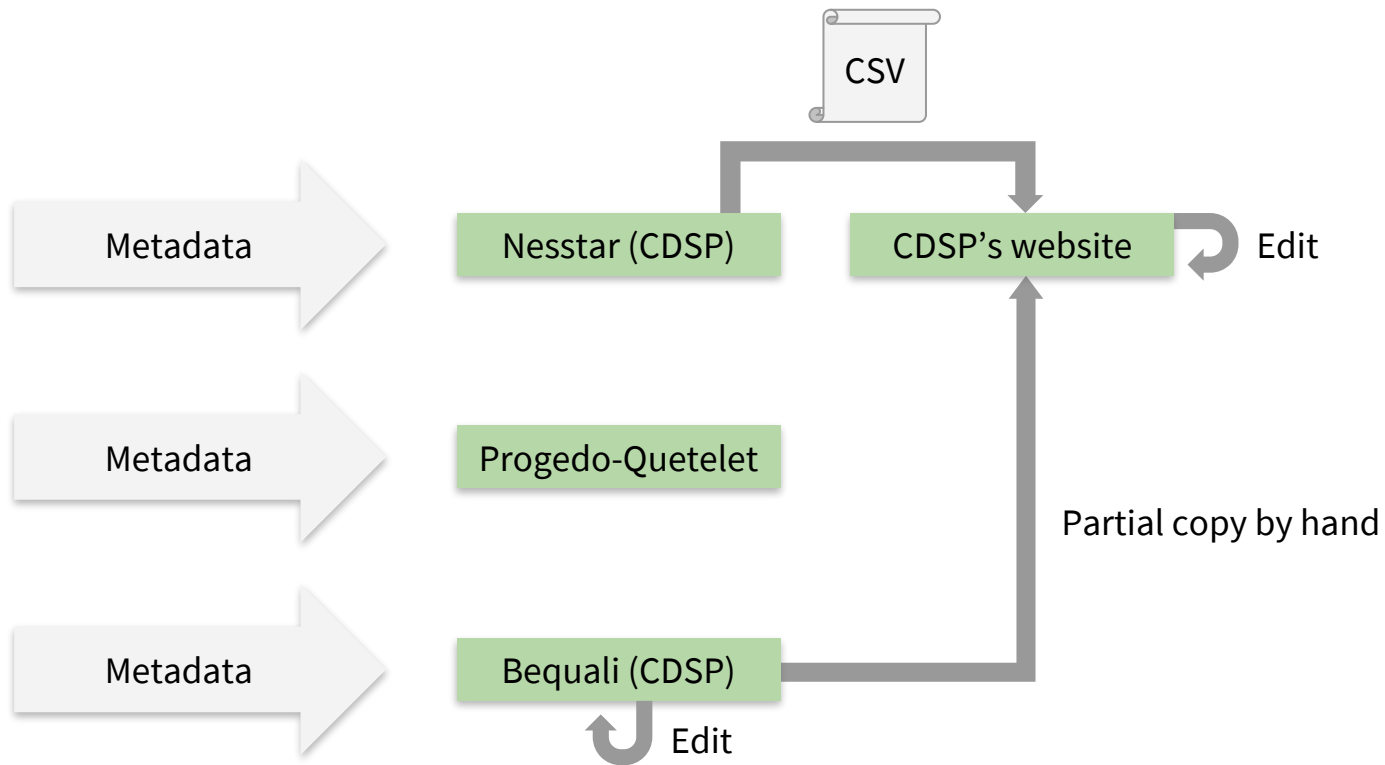 CSV
Metadata
Nesstar (CDSP)
CDSP's website
Edit
Metadata
Progedo-Quetelet
Partial copy by hand
Metadata
Bequali (CDSP)
Edit